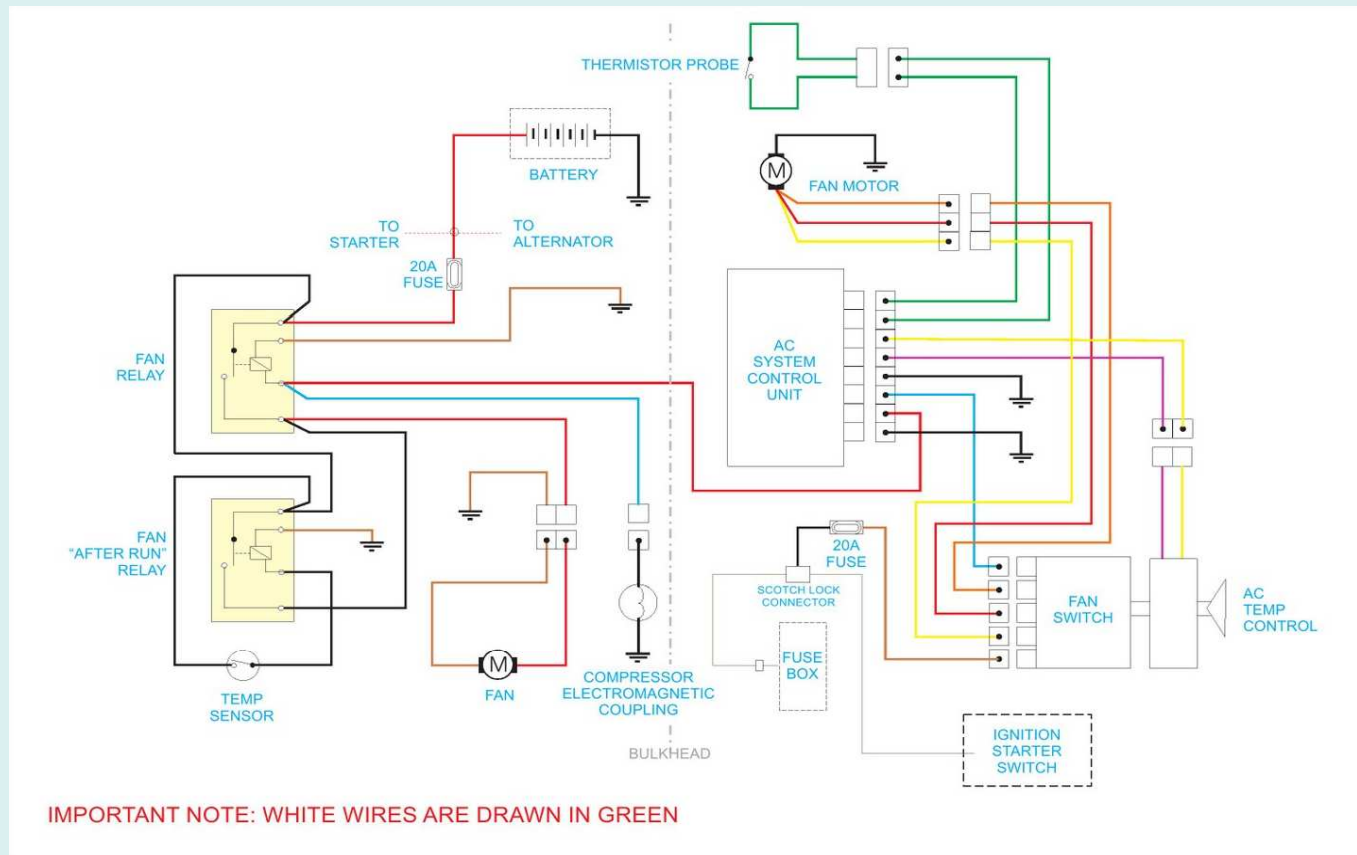 THERMISTOR PROBE
BATTERY
FAN MOTOR
M
TO
STARTER
TO
ALTERNATOR
20A
FUSE
FAN
RELAY
AC
SYSTEM
CONTROL
UNIT
FAN
"AFTER RUN"
RELAY
20A
FUSE
SCOTCH LOCK
CONNECTOR
FAN
SWITCH
AC
TEMP
CONTROL
FUSE
BOX
M
FAN
TEMP
SENSOR
COMPRESSOR
ELECTROMAGNETIC
COUPLING
BULKHEAD
IGNITION
STARTER
SWITCH
IMPORTANT NOTE: WHITE WIRES ARE DRAWN IN GREEN